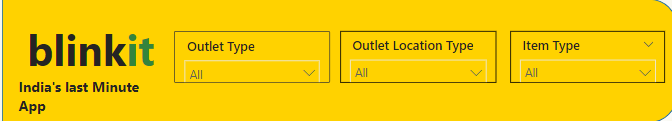 blinkit
India's last Minute
App
Outlet Type
All
Outlet Location Type
All
Item Type
All